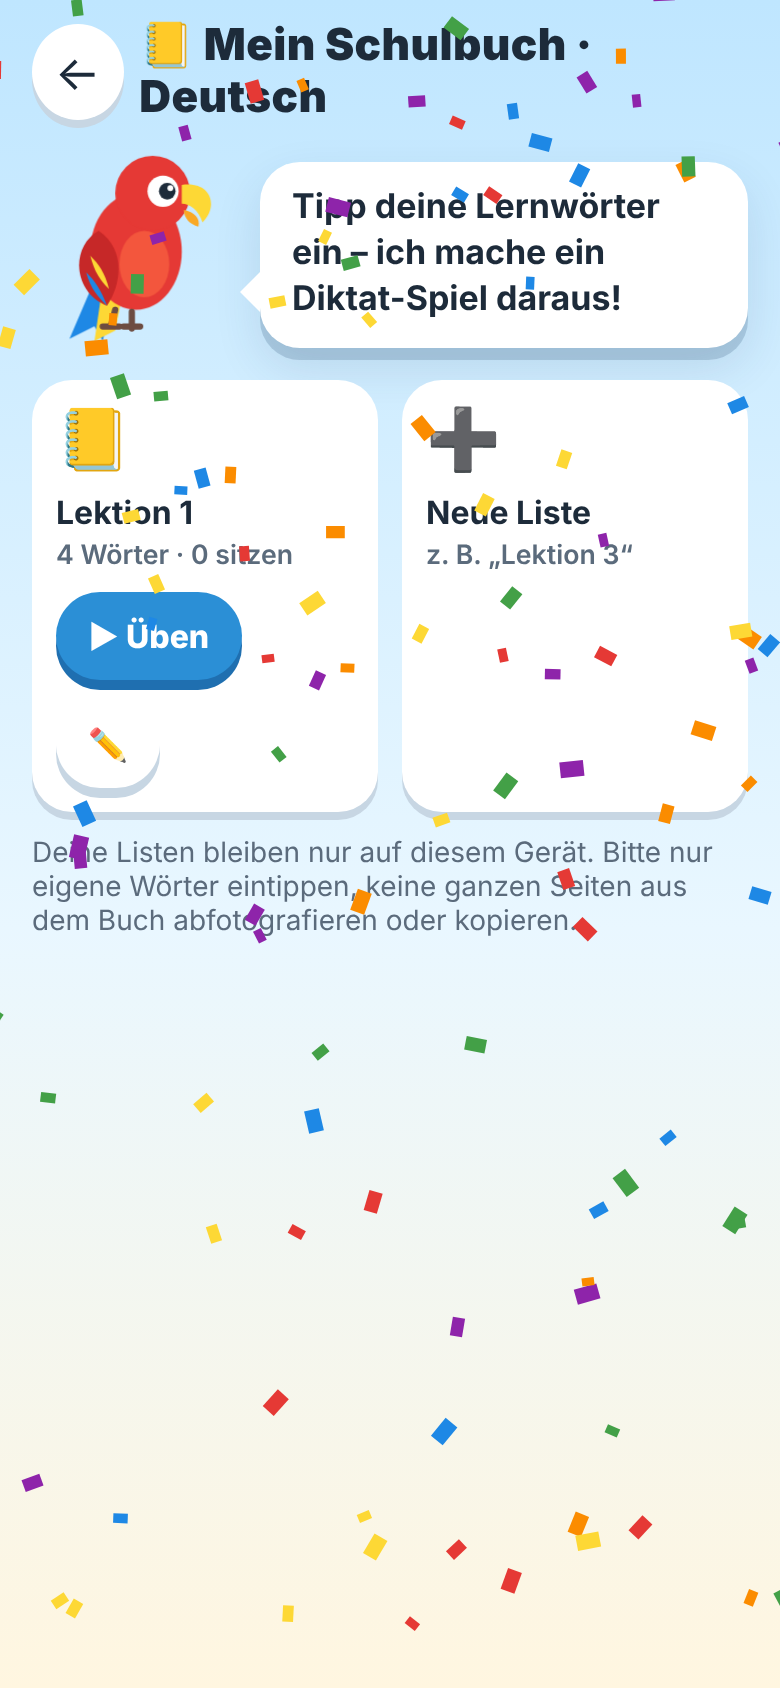 📒 Mein Schulbuch ·
Deutsch
Tipp deine Lernwörter
ein – ich mache ein
Diktat-Spiel daraus!
Lektion 1
4 Wörter · 0 sitzen
▶ Üben
Neue Liste
z. B. „Lektion 3“
Deine Listen bleiben nur auf diesem Gerät. Bitte nur
eigene Wörter eintippen, keine ganzen Seiten aus
dem Buch abfotografieren oder kopieren.